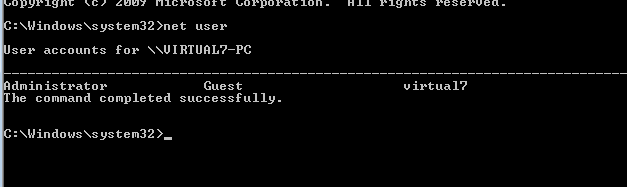 Copyright (c) 2009 Microsoft Corporation.  All rights reserved.
C:\Windows\system32>net user
User accounts for \\VIRTUAL7-PC
-------------------------------------------------------------------------------
Administrator            Guest                    virtual7
The command completed successfully.
C:\Windows\system32>_